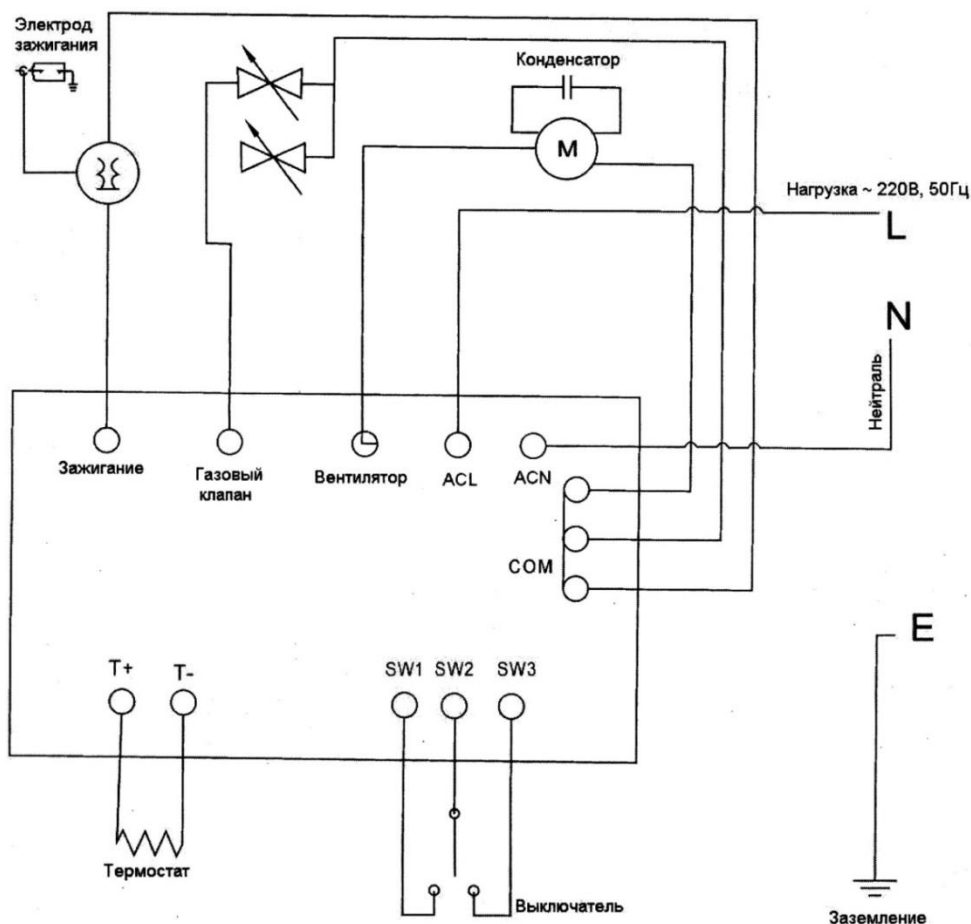 Электрод
зажигания
Конденсатор
M
Нагрузка ~ 220В, 50Гц
L
N
Нейтраль
Зажигание
Газовый
клапан
Вентилятор
ACL
ACN
COM
E
T+
T-
SW1
SW2
SW3
Термостат
Выключатель
Заземление